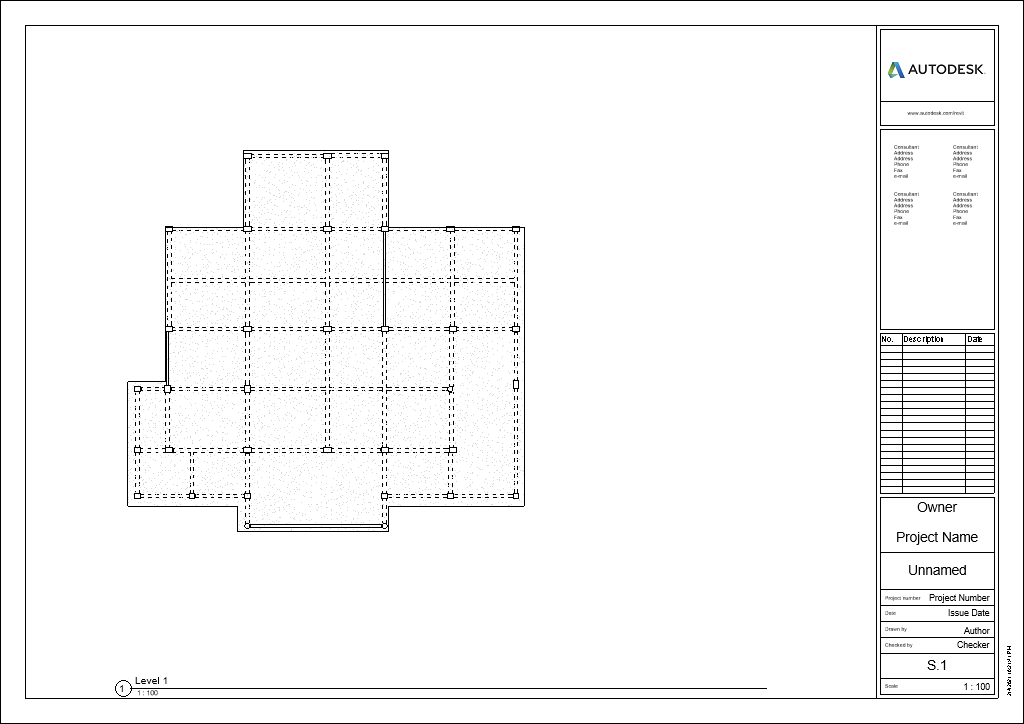 AUTODESK
www.autodesk.com/revit
Consultant Consultant
Address Address
Address Address
Phone Phone
Fax Fax
e-mail e-mail
Consultant Consultant
Address Address
Address Address
Phone Phone
Fax Fax
e-mail e-mail
No. Description Date
Owner
Project Name
Unnamed
Project number Project Number
Date Issue Date
Drawn by Author
Checked by Checker
S.1
Scale 1 : 100
1 Level 1
1 : 100